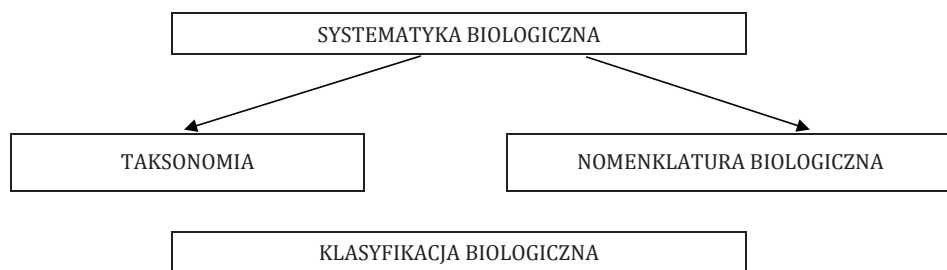 SYSTEMATYKA BIOLOGICZNA
TAKSONOMIA
NOMENKLATURA BIOLOGICZNA
KLASYFIKACJA BIOLOGICZNA